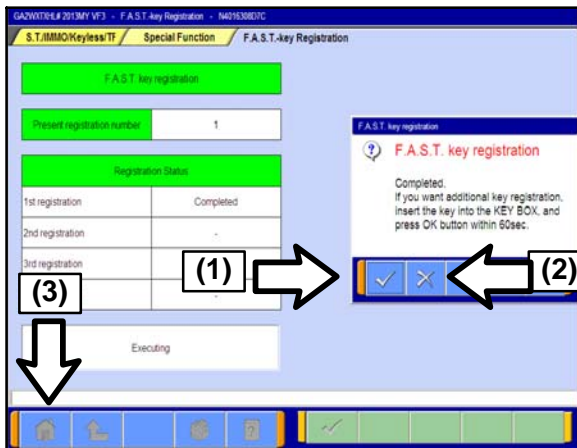 GA2WXTXHL# 2013MY VF3 - F.A.S.T.-key Registration - N4016308D7C
S.T./IMMO/Keyless/TF Special Function F.A.S.T.-key Registration
F.A.S.T. key registration
Present registration number 1
Registration Status
1st registration Completed
2nd registration -
3rd registration
-
Executing
F.A.S.T. key registration
F.A.S.T. key registration
Completed.
If you want additional key registration,
insert the key into the KEY BOX, and
press OK button within 60sec.
(1)
(2)
(3)